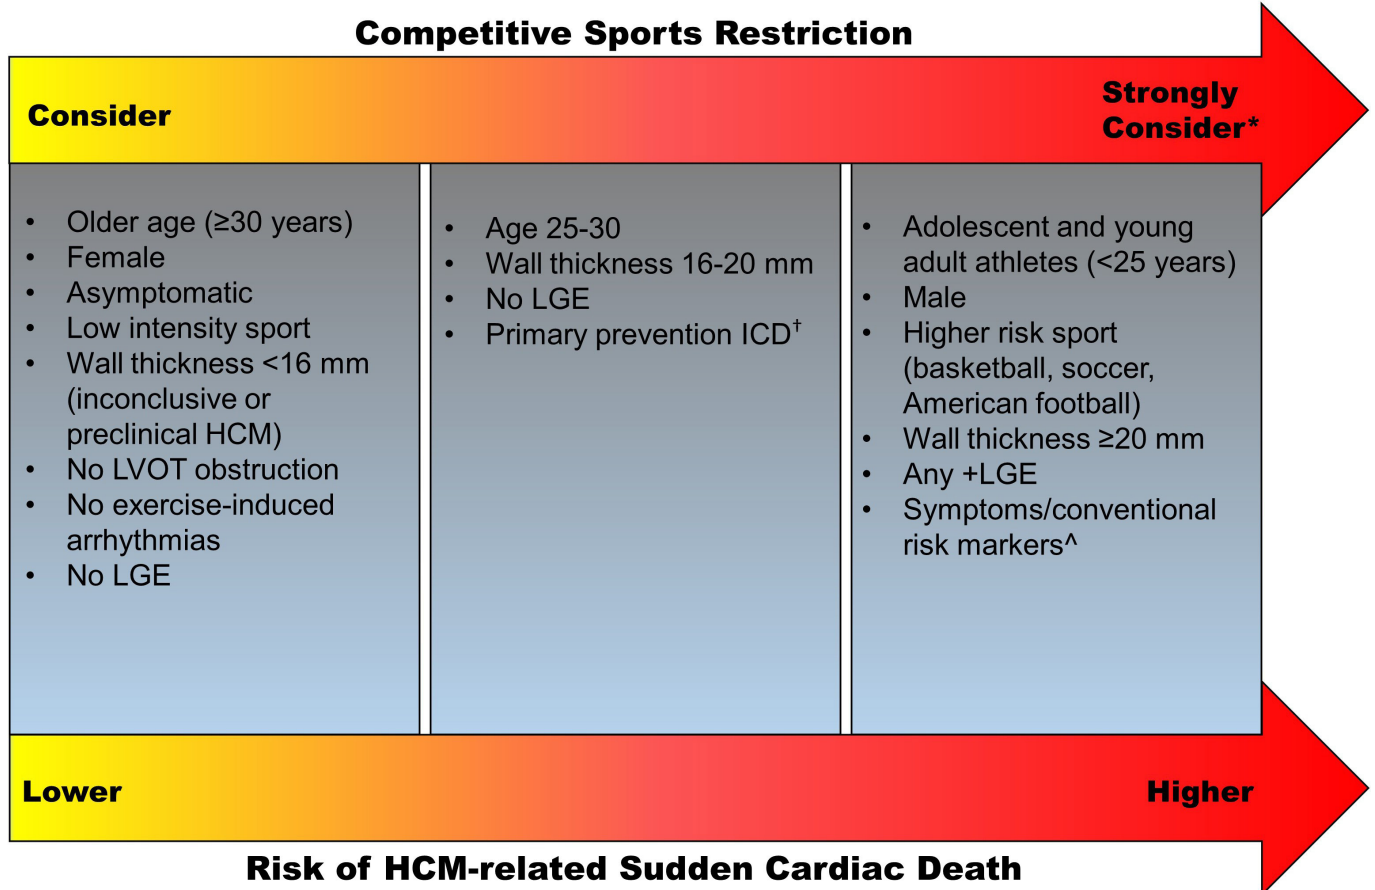 Competitive Sports Restriction
Consider
Strongly
Consider*
• Older age (≥30 years)
• Female
• Asymptomatic
• Low intensity sport
• Wall thickness <16 mm
(inconclusive or
preclinical HCM)
• No LVOT obstruction
• No exercise-induced
arrhythmias
• No LGE
• Age 25-30
• Wall thickness 16-20 mm
• No LGE
• Primary prevention ICD†
• Adolescent and young
adult athletes (<25 years)
• Male
• Higher risk sport
(basketball, soccer,
American football)
• Wall thickness ≥20 mm
• Any +LGE
• Symptoms/conventional
risk markers^
Lower
Higher
Risk of HCM-related Sudden Cardiac Death